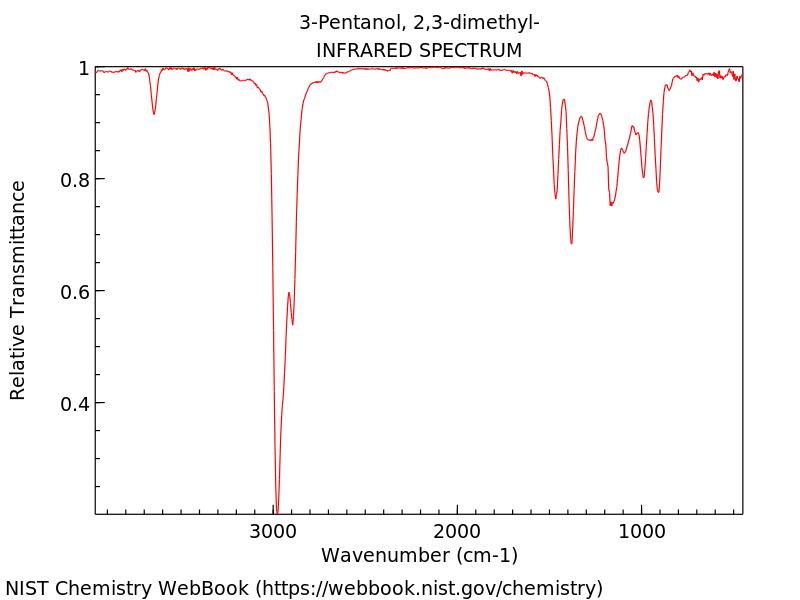 3-Pentanol, 2,3-dimethyl-
INFRARED SPECTRUM
1
0.8
0.6
0.4
Relative Transmittance
3000 2000 1000
Wavenumber (cm-1)
NIST Chemistry WebBook (https://webbook.nist.gov/chemistry)